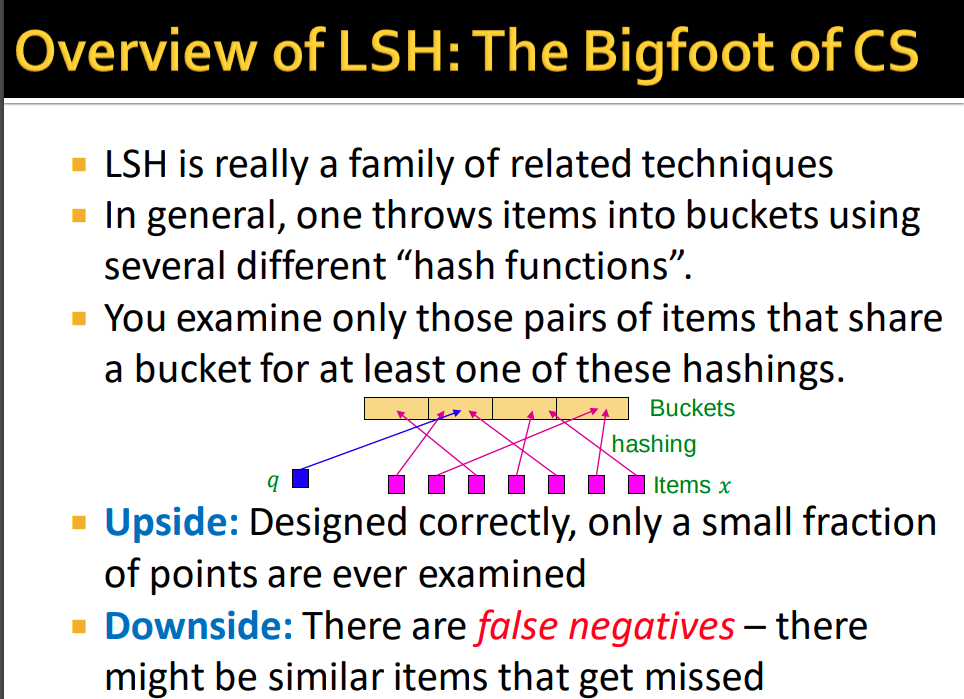 Overview of LSH: The Bigfoot of CS
LSH is really a family of related techniques
In general, one throws items into buckets using
several different “hash functions”.
You examine only those pairs of items that share
a bucket for at least one of these hashings.
Buckets
hashing
q
Items x
Upside: Designed correctly, only a small fraction
of points are ever examined
Downside: There are false negatives – there
might be similar items that get missed